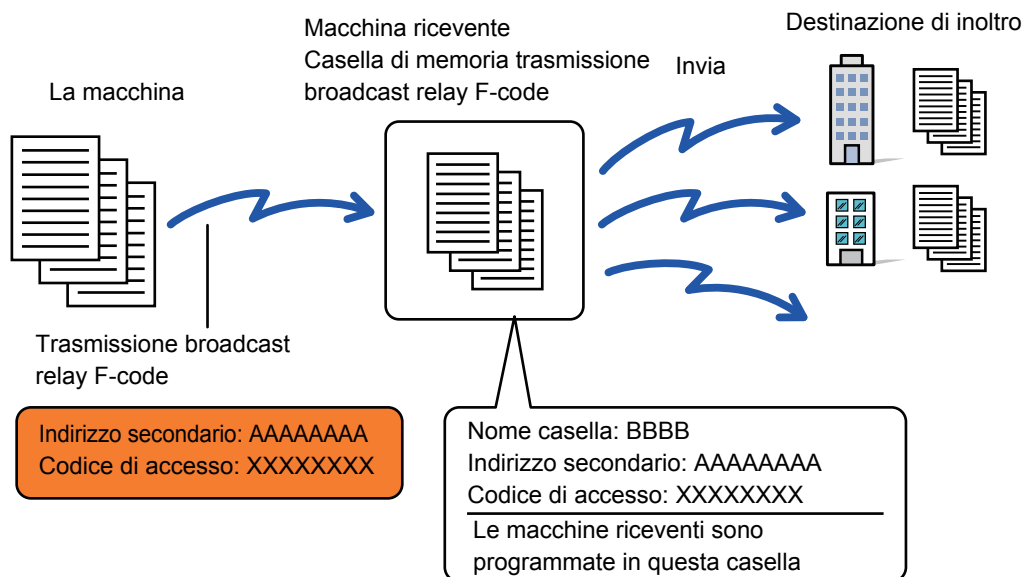 La macchina
Macchina ricevente
Casella di memoria trasmissione
broadcast relay F-code
Invia
Destinazione di inoltro
Trasmissione broadcast
relay F-code
Indirizzo secondario: AAAAAAAA
Codice di accesso: XXXXXXXX
Nome casella: BBBB
Indirizzo secondario: AAAAAAAA
Codice di accesso: XXXXXXXX
Le macchine riceventi sono
programmate in questa casella